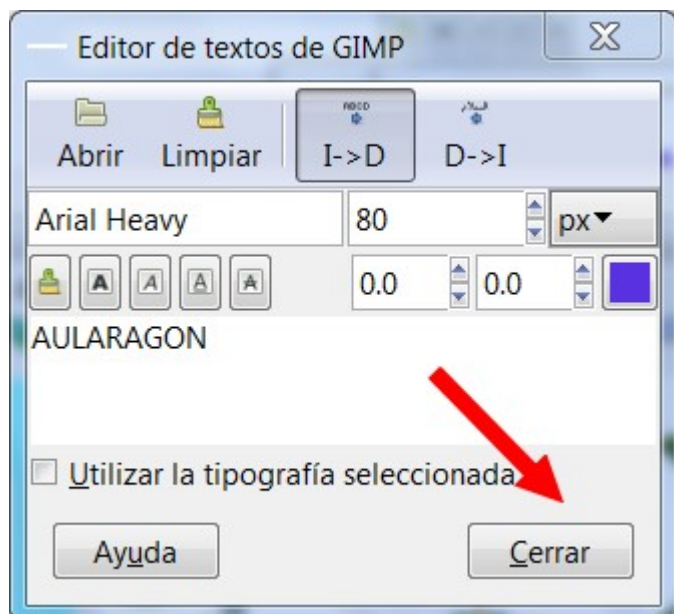 Editor de textos de GIMP
Abrir Limpiar I->D D->I
Arial Heavy 80 px
A A A A 0.0 0.0
AULARAGON
Utilizar la tipografía seleccionada
Ayuda Cerrar